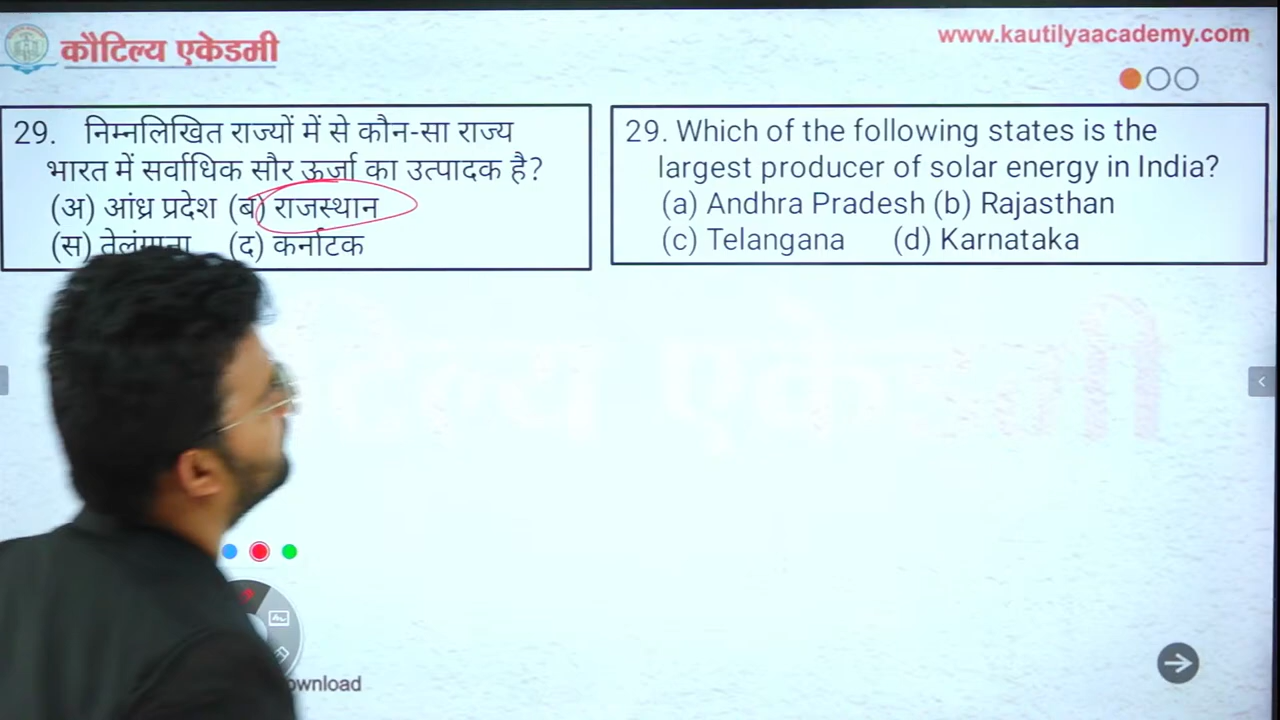 कौटिल्य एकेडमी
www.kautilyaacademy.com
29. निम्नलिखित राज्यों में से कौन-सा राज्य
भारत में सर्वाधिक सौर ऊर्जा का उत्पादक है?
(अ) आंध्र प्रदेश (ब) राजस्थान
(स) तेलंगाना (द) कर्नाटक
29. Which of the following states is the
largest producer of solar energy in India?
(a) Andhra Pradesh (b) Rajasthan
(c) Telangana (d) Karnataka